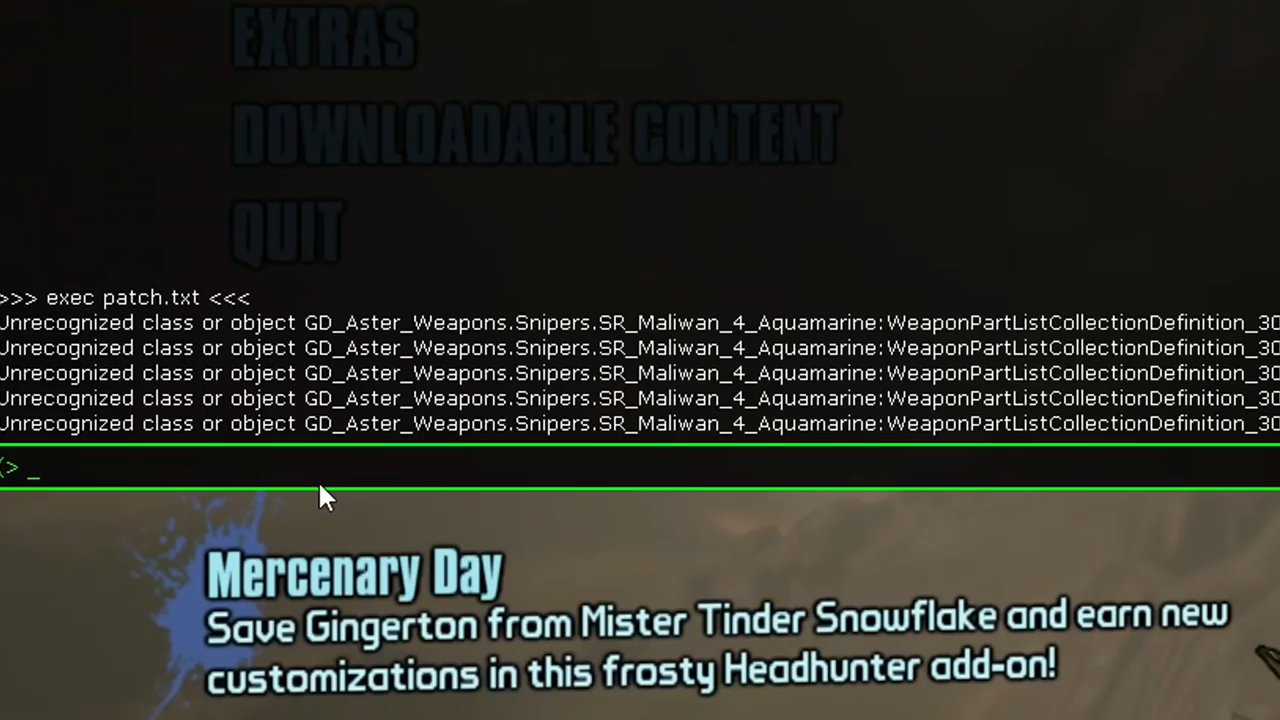 EXTRAS
DOWNLOADABLE CONTENT
QUIT
>>> exec patch.txt <<<
Unrecognized class or object GD_Aster_Weapons.Snipers.SR_Maliwan_4_Aquamarine:WeaponPartListCollectionDefinition_30
Unrecognized class or object GD_Aster_Weapons.Snipers.SR_Maliwan_4_Aquamarine:WeaponPartListCollectionDefinition_30
Unrecognized class or object GD_Aster_Weapons.Snipers.SR_Maliwan_4_Aquamarine:WeaponPartListCollectionDefinition_30
Unrecognized class or object GD_Aster_Weapons.Snipers.SR_Maliwan_4_Aquamarine:WeaponPartListCollectionDefinition_30
Unrecognized class or object GD_Aster_Weapons.Snipers.SR_Maliwan_4_Aquamarine:WeaponPartListCollectionDefinition_30
(> _
Mercenary Day
Save Gingerton from Mister Tinder Snowflake and earn new
customizations in this frosty Headhunter add-on!